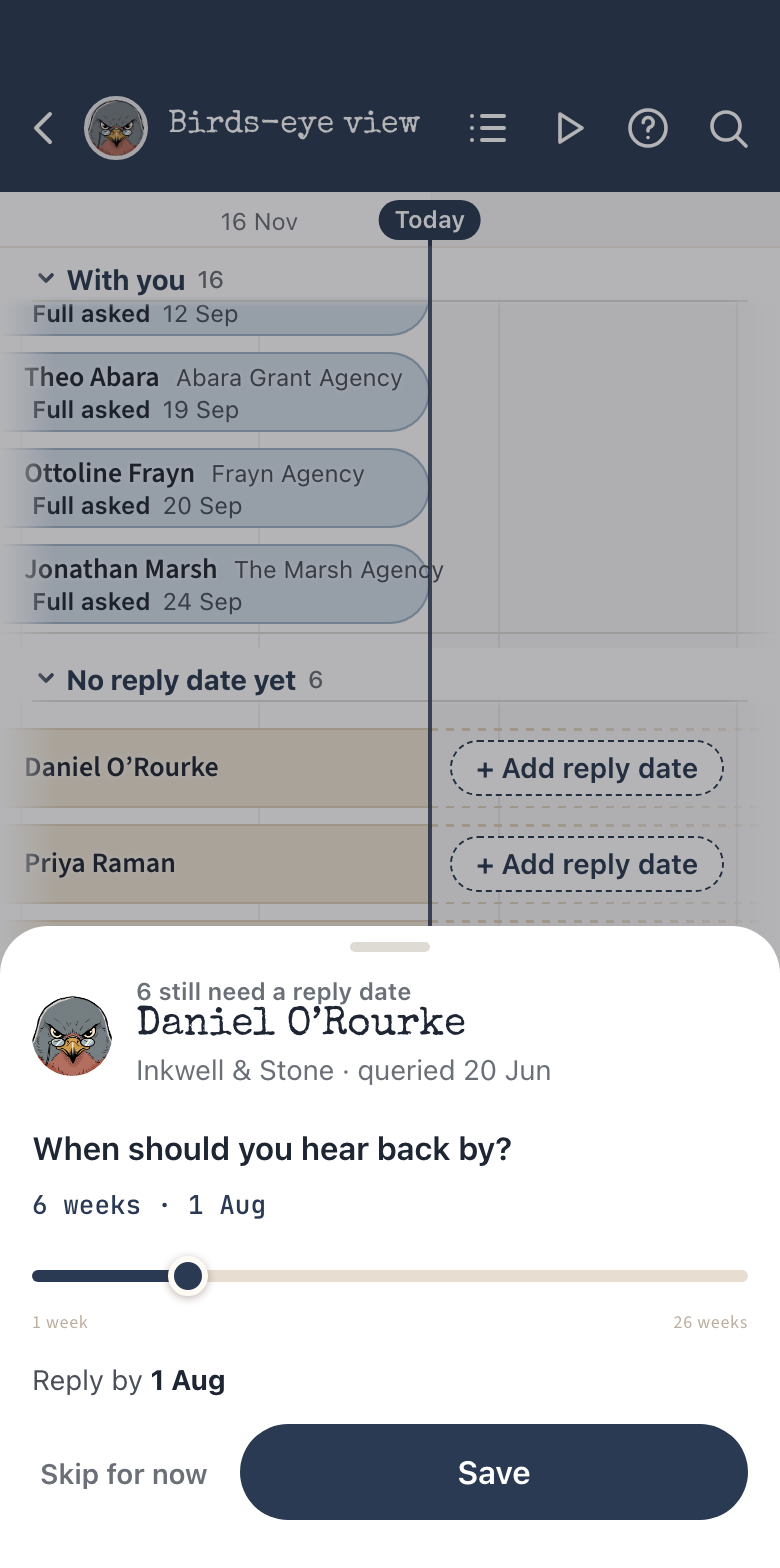 Birds-eye view
16 Nov
Today
With you 16
Full asked 12 Sep
Theo Abara Abara Grant Agency
Full asked 19 Sep
Ottoline Frayn Frayn Agency
Full asked 20 Sep
Jonathan Marsh The Marsh Agency
Full asked 24 Sep
No reply date yet 6
Daniel O’Rourke
+ Add reply date
Priya Raman
+ Add reply date
6 still need a reply date
Daniel O’Rourke
Inkwell & Stone · queried 20 Jun
When should you hear back by?
6 weeks · 1 Aug
1 week
26 weeks
Reply by 1 Aug
Skip for now
Save